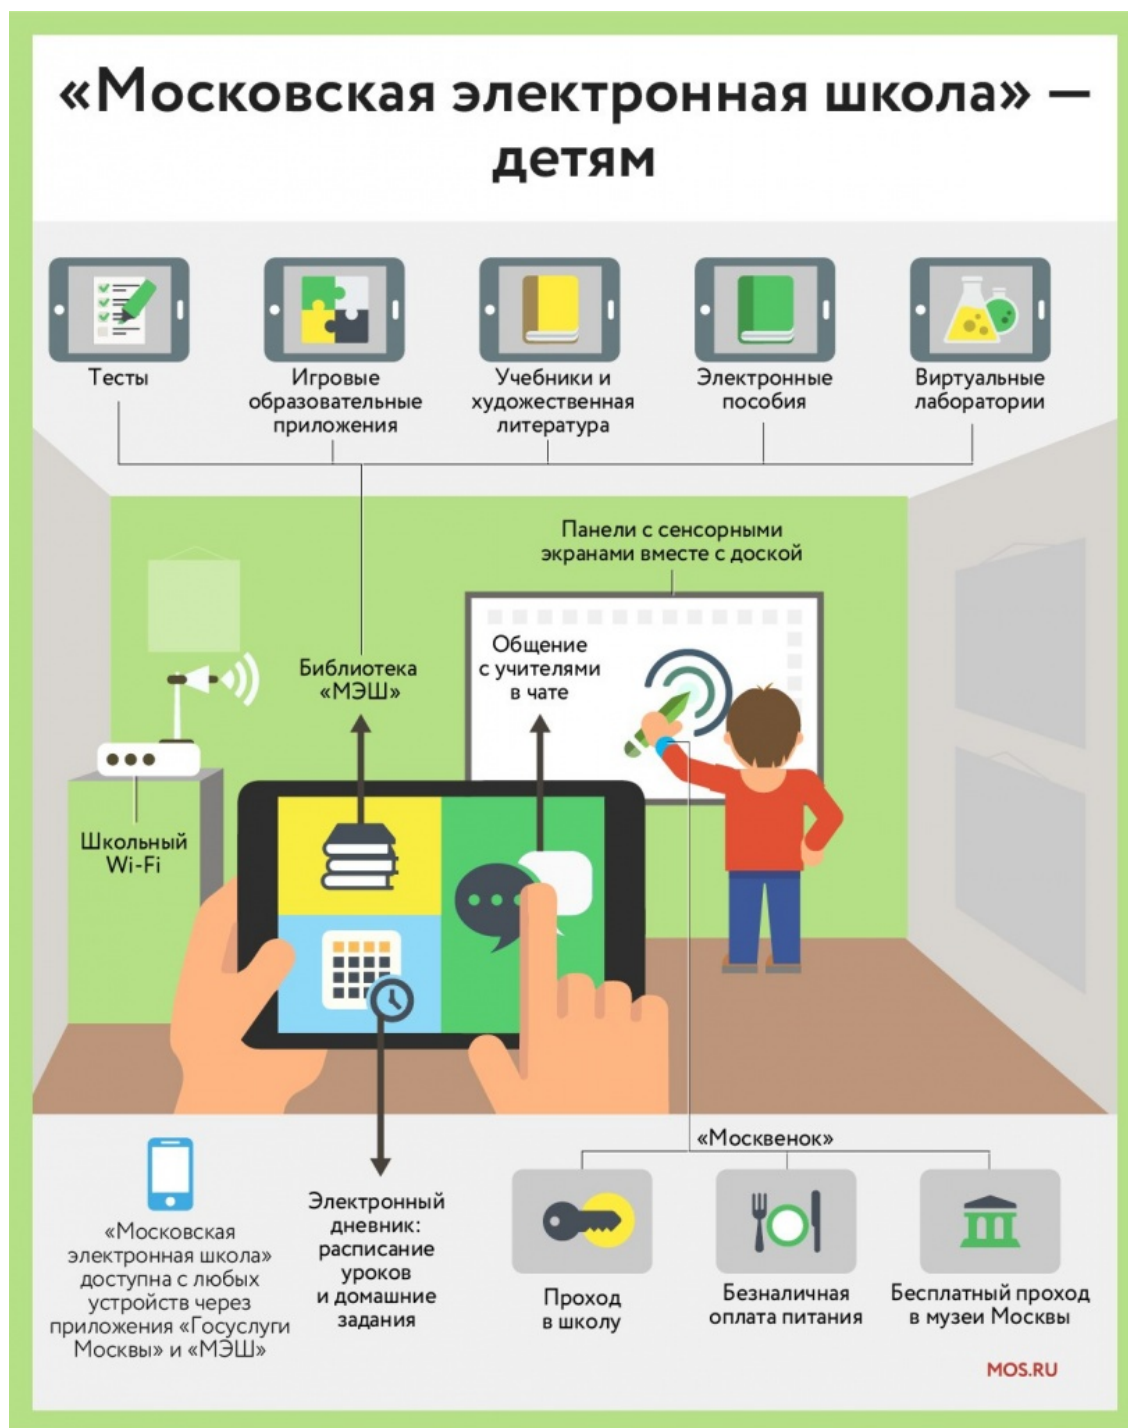 «Московская электронная школа» —
детям
Тесты
Игровые
образовательные
приложения
Учебники и
художественная
литература
Электронные
пособия
Виртуальные
лаборатории
Панели с сенсорными
экранами вместе с доской
Библиотека
«МЭШ»
Общение
с учителями
в чате
Школьный
Wi-Fi
«Московская
электронная школа»
доступна с любых
устройств через
приложения «Госуслуги
Москвы» и «МЭШ»
Электронный
дневник:
расписание
уроков
и домашние
задания
«Москвенок»
Проход
в школу
Безналичная
оплата питания
Бесплатный проход
в музеи Москвы
MOS.RU